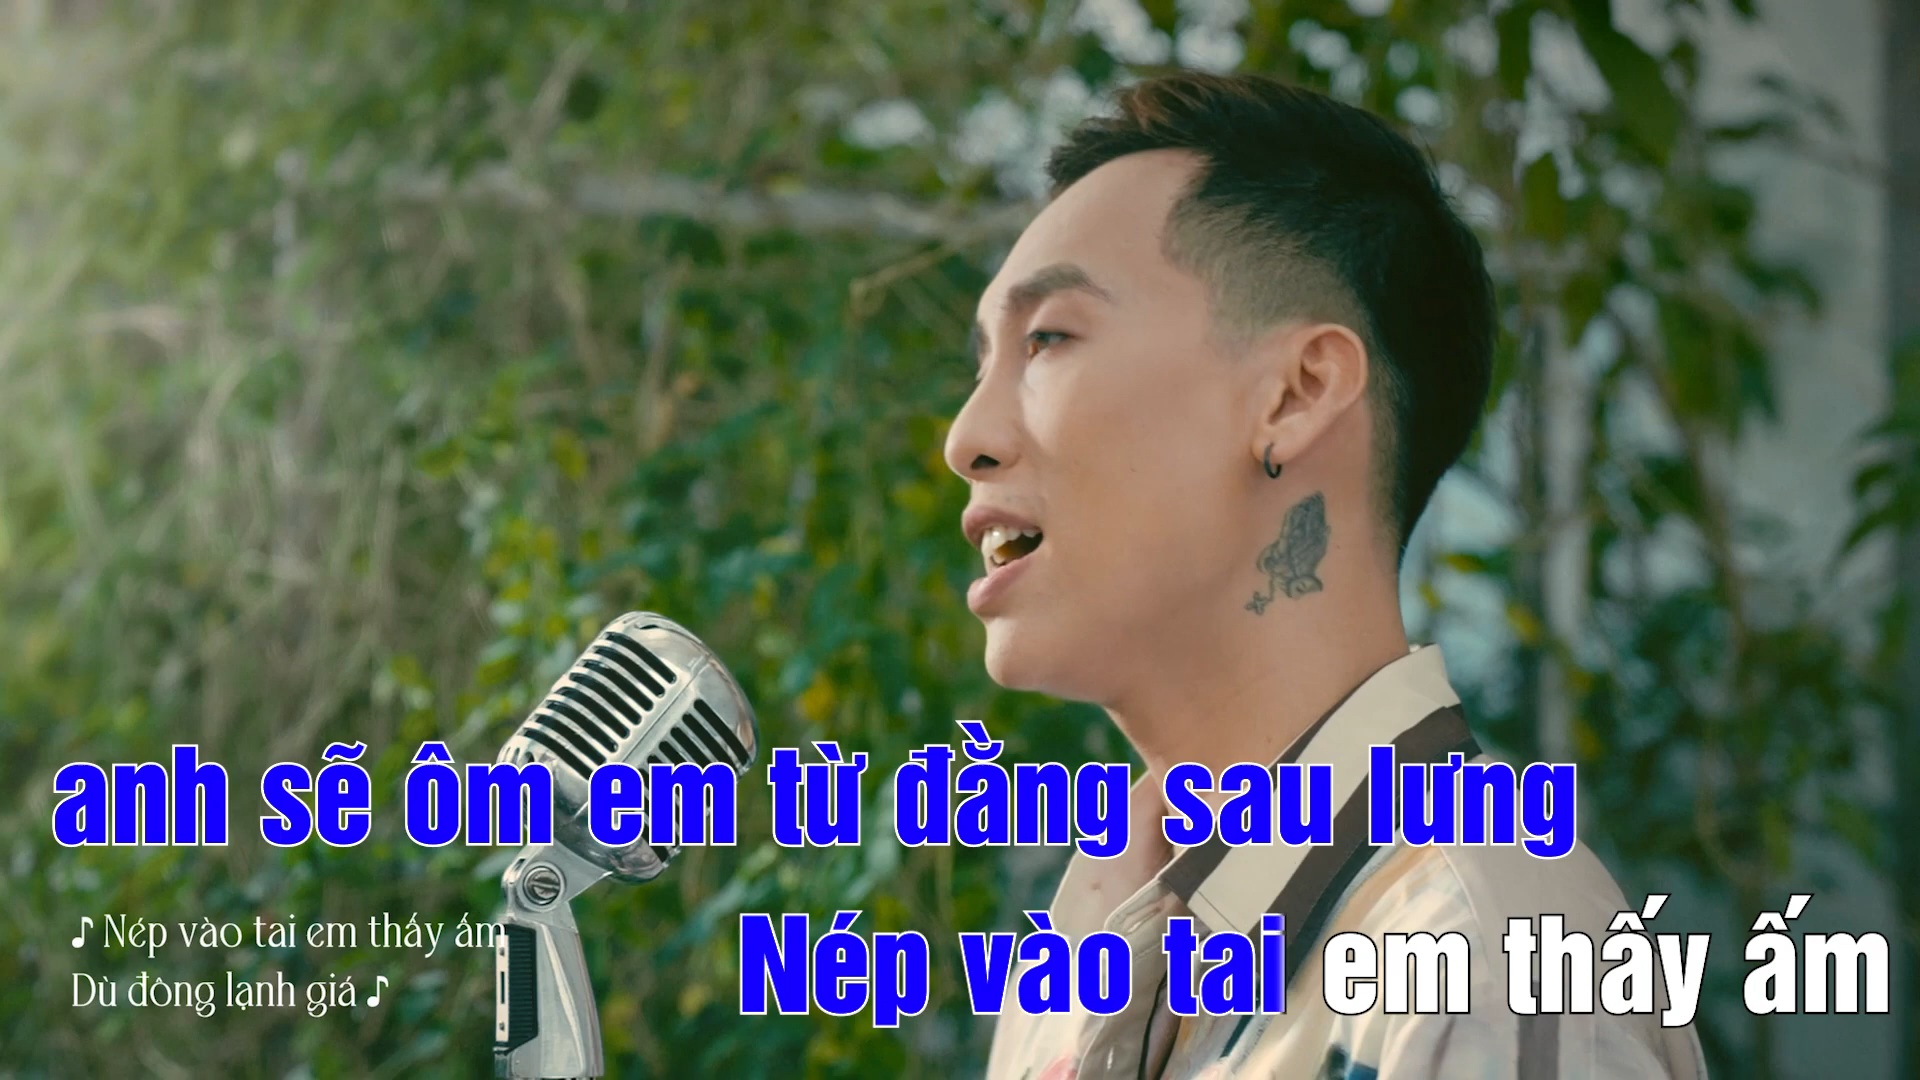 anh sẽ ôm em từ đằng sau lưng
♪ Nép vào tai em thấy ấm
Dù đông lạnh giá ♪
Nép vào tai em thấy ấm